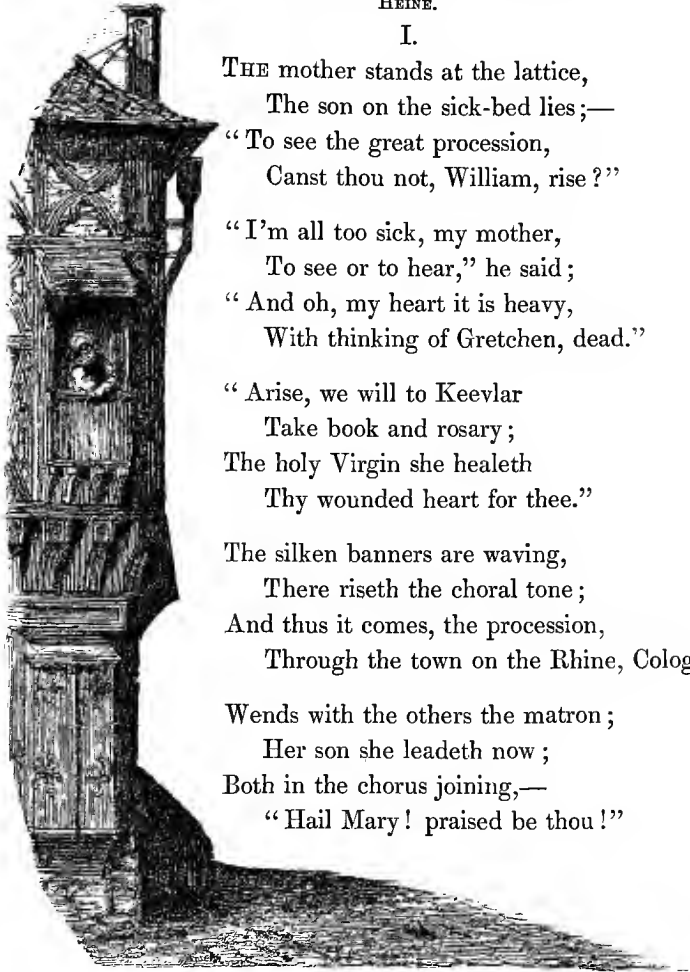 HEINE.
I.
THE mother stands at the lattice,
The son on the sick-bed lies;—
"To see the great procession,
Canst thou not, William, rise?"
"I'm all too sick, my mother,
To see or to hear," he said;
"And oh, my heart it is heavy,
With thinking of Gretchen, dead."
"Arise, we will to Keevlar
Take book and rosary;
The holy Virgin she healeth
Thy wounded heart for thee."
The silken banners are waving,
There riseth the choral tone;
And thus it comes, the procession,
Through the town on the Rhine, Colog
Wends with the others the matron;
Her son she leadeth now;
Both in the chorus joining,—
"Hail Mary! praised be thou!"